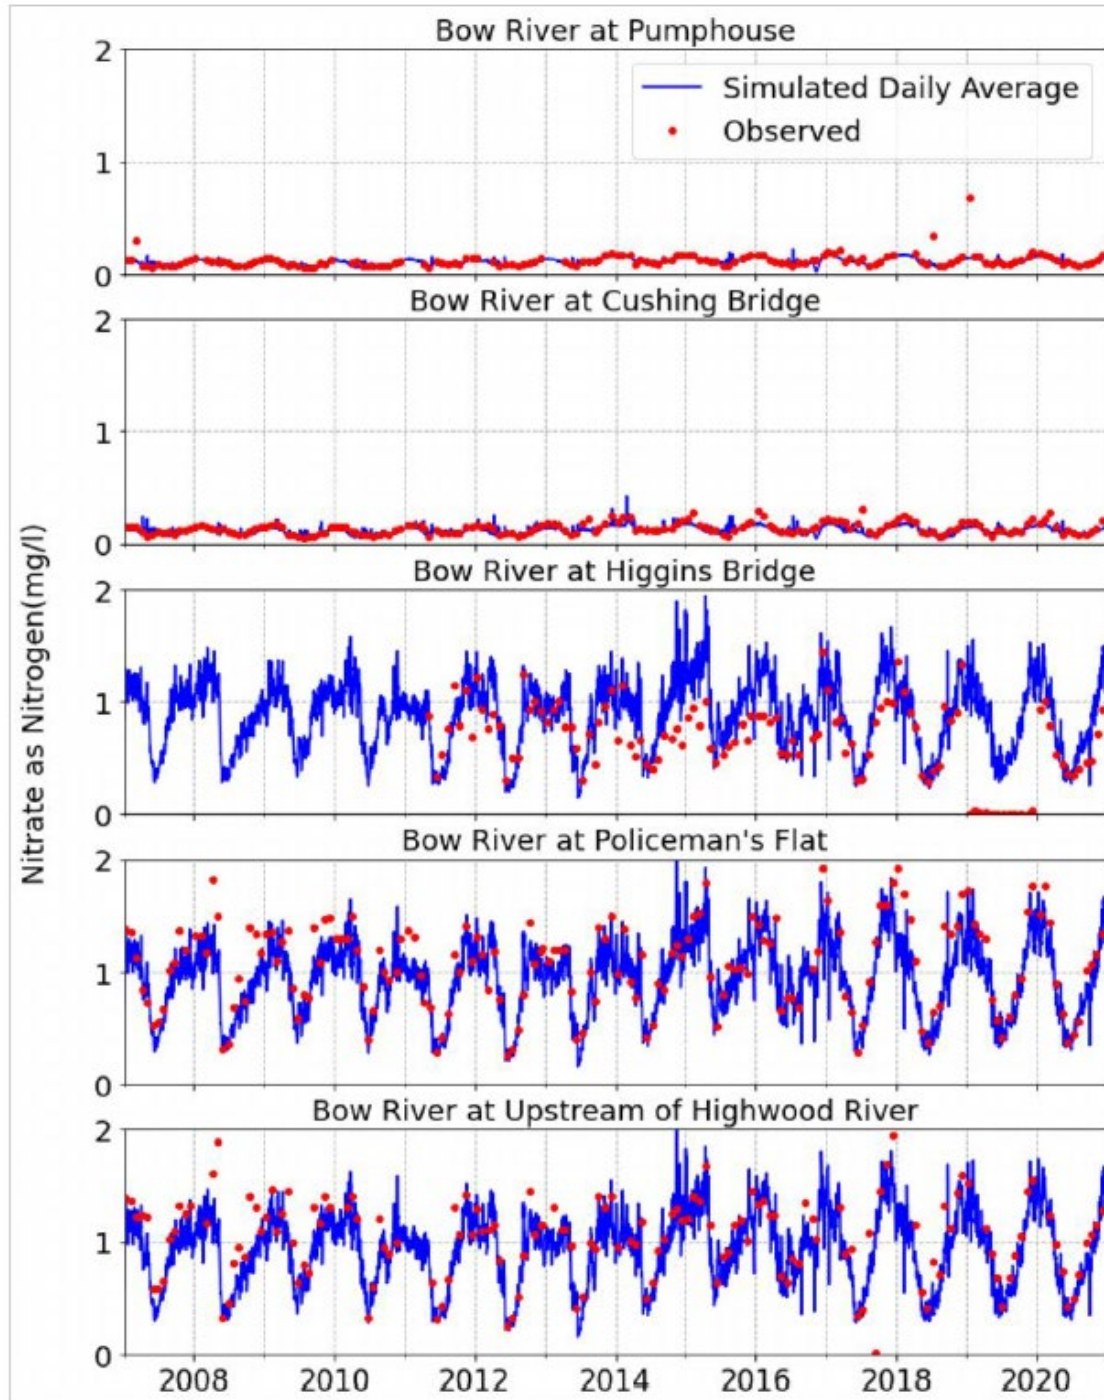 Bow River at Pumphouse
2
1
0
Simulated Daily Average
Observed
Bow River at Cushing Bridge
2
1
0
Bow River at Higgins Bridge
2
1
0
Bow River at Policeman's Flat
2
1
0
Bow River at Upstream of Highwood River
2
1
0
2008 2010 2012 2014 2016 2018 2020
Nitrate as Nitrogen(mg/l)